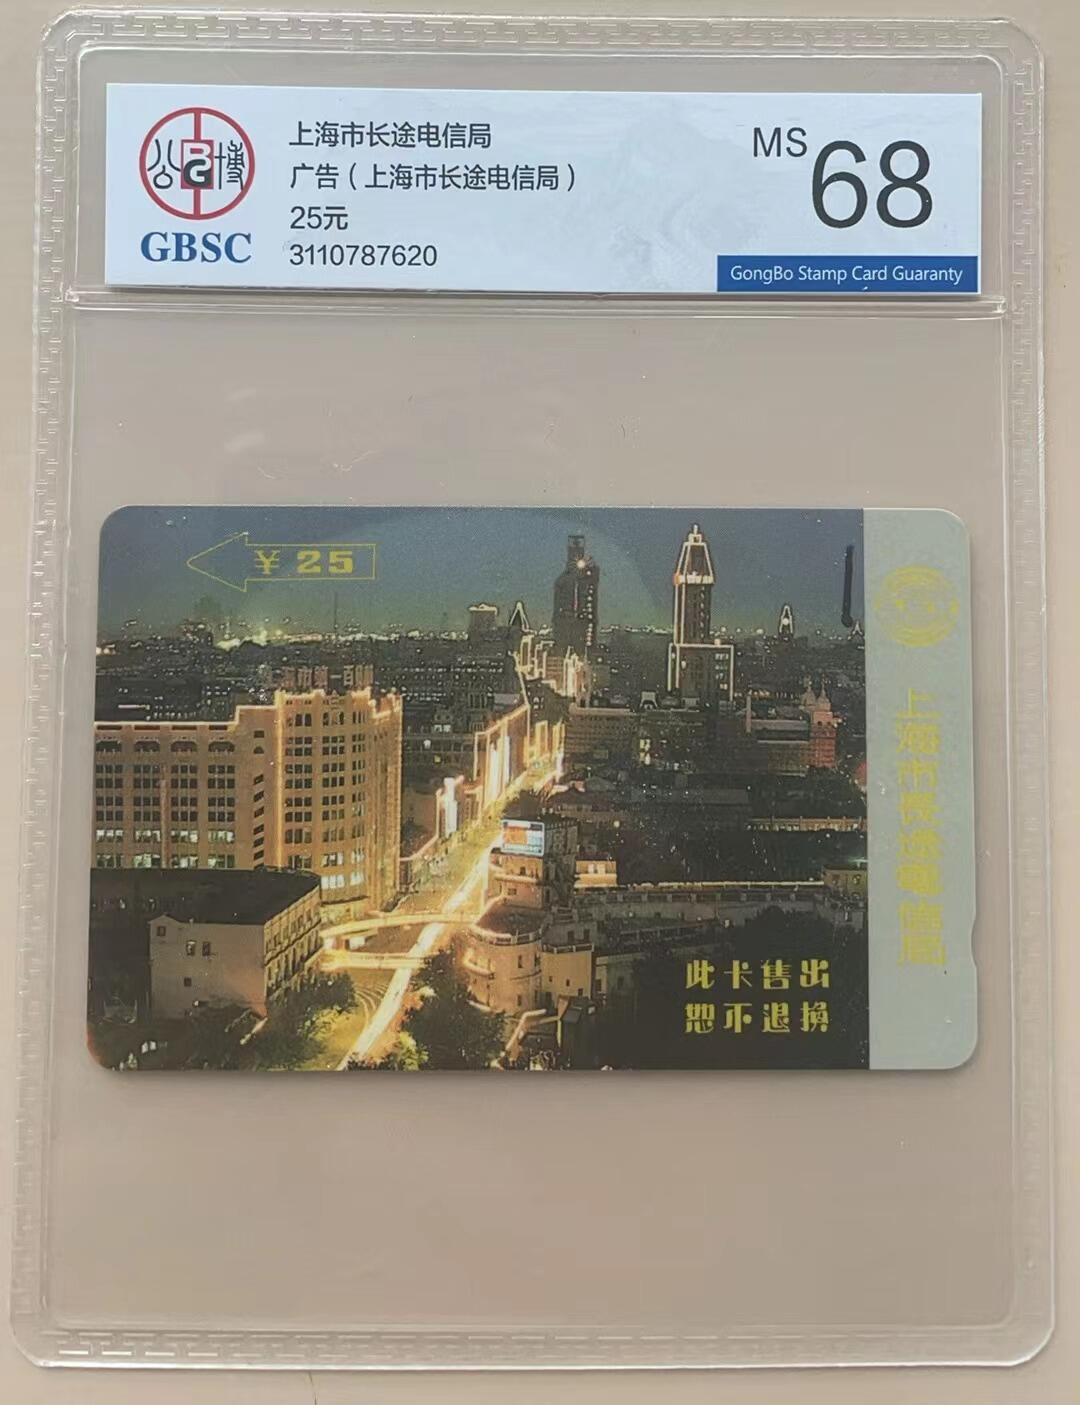 上海市长途电信局
广告（上海市长途电信局）
25元
3110787620
公博
GBSC
MS 68
GongBo Stamp Card Guaranty
¥ 25
上海市長途電信局
此卡售出
恕不退换